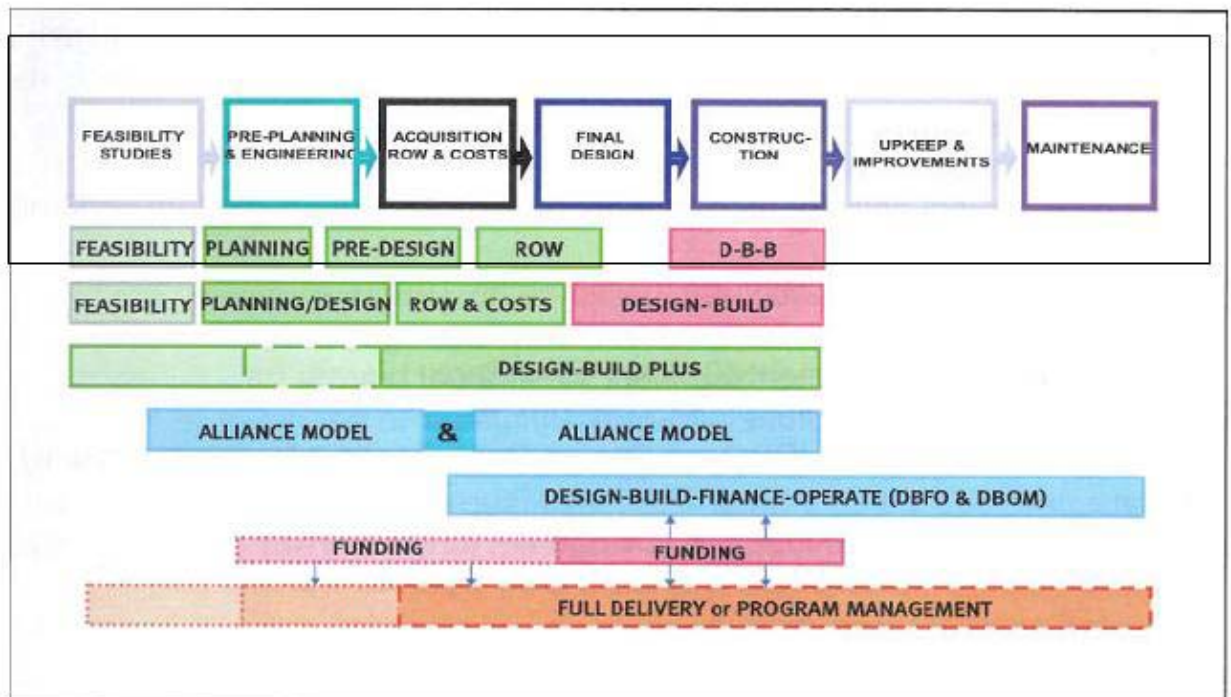 FEASIBILITY
STUDIES
PRE-PLANNING
& ENGINEERING
ACQUISITION
ROW & COSTS
FINAL
DESIGN
CONSTRUC-
TION
UPKEEP &
IMPROVEMENTS
MAINTENANCE
FEASIBILITY PLANNING PRE-DESIGN ROW D-B-B
FEASIBILITY PLANNING/DESIGN ROW & COSTS DESIGN- BUILD
DESIGN-BUILD PLUS
ALLIANCE MODEL & ALLIANCE MODEL
DESIGN-BUILD-FINANCE-OPERATE (DBFO & DBOM)
FUNDING FUNDING
FULL DELIVERY or PROGRAM MANAGEMENT